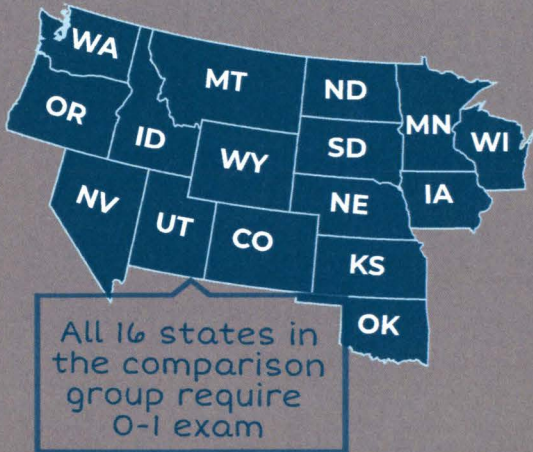 WA
MT
ND
MN
WI
OR
ID
WY
SD
NE
IA
NV
UT
CO
KS
OK
All 16 states in
the comparison
group require
0-1 exam